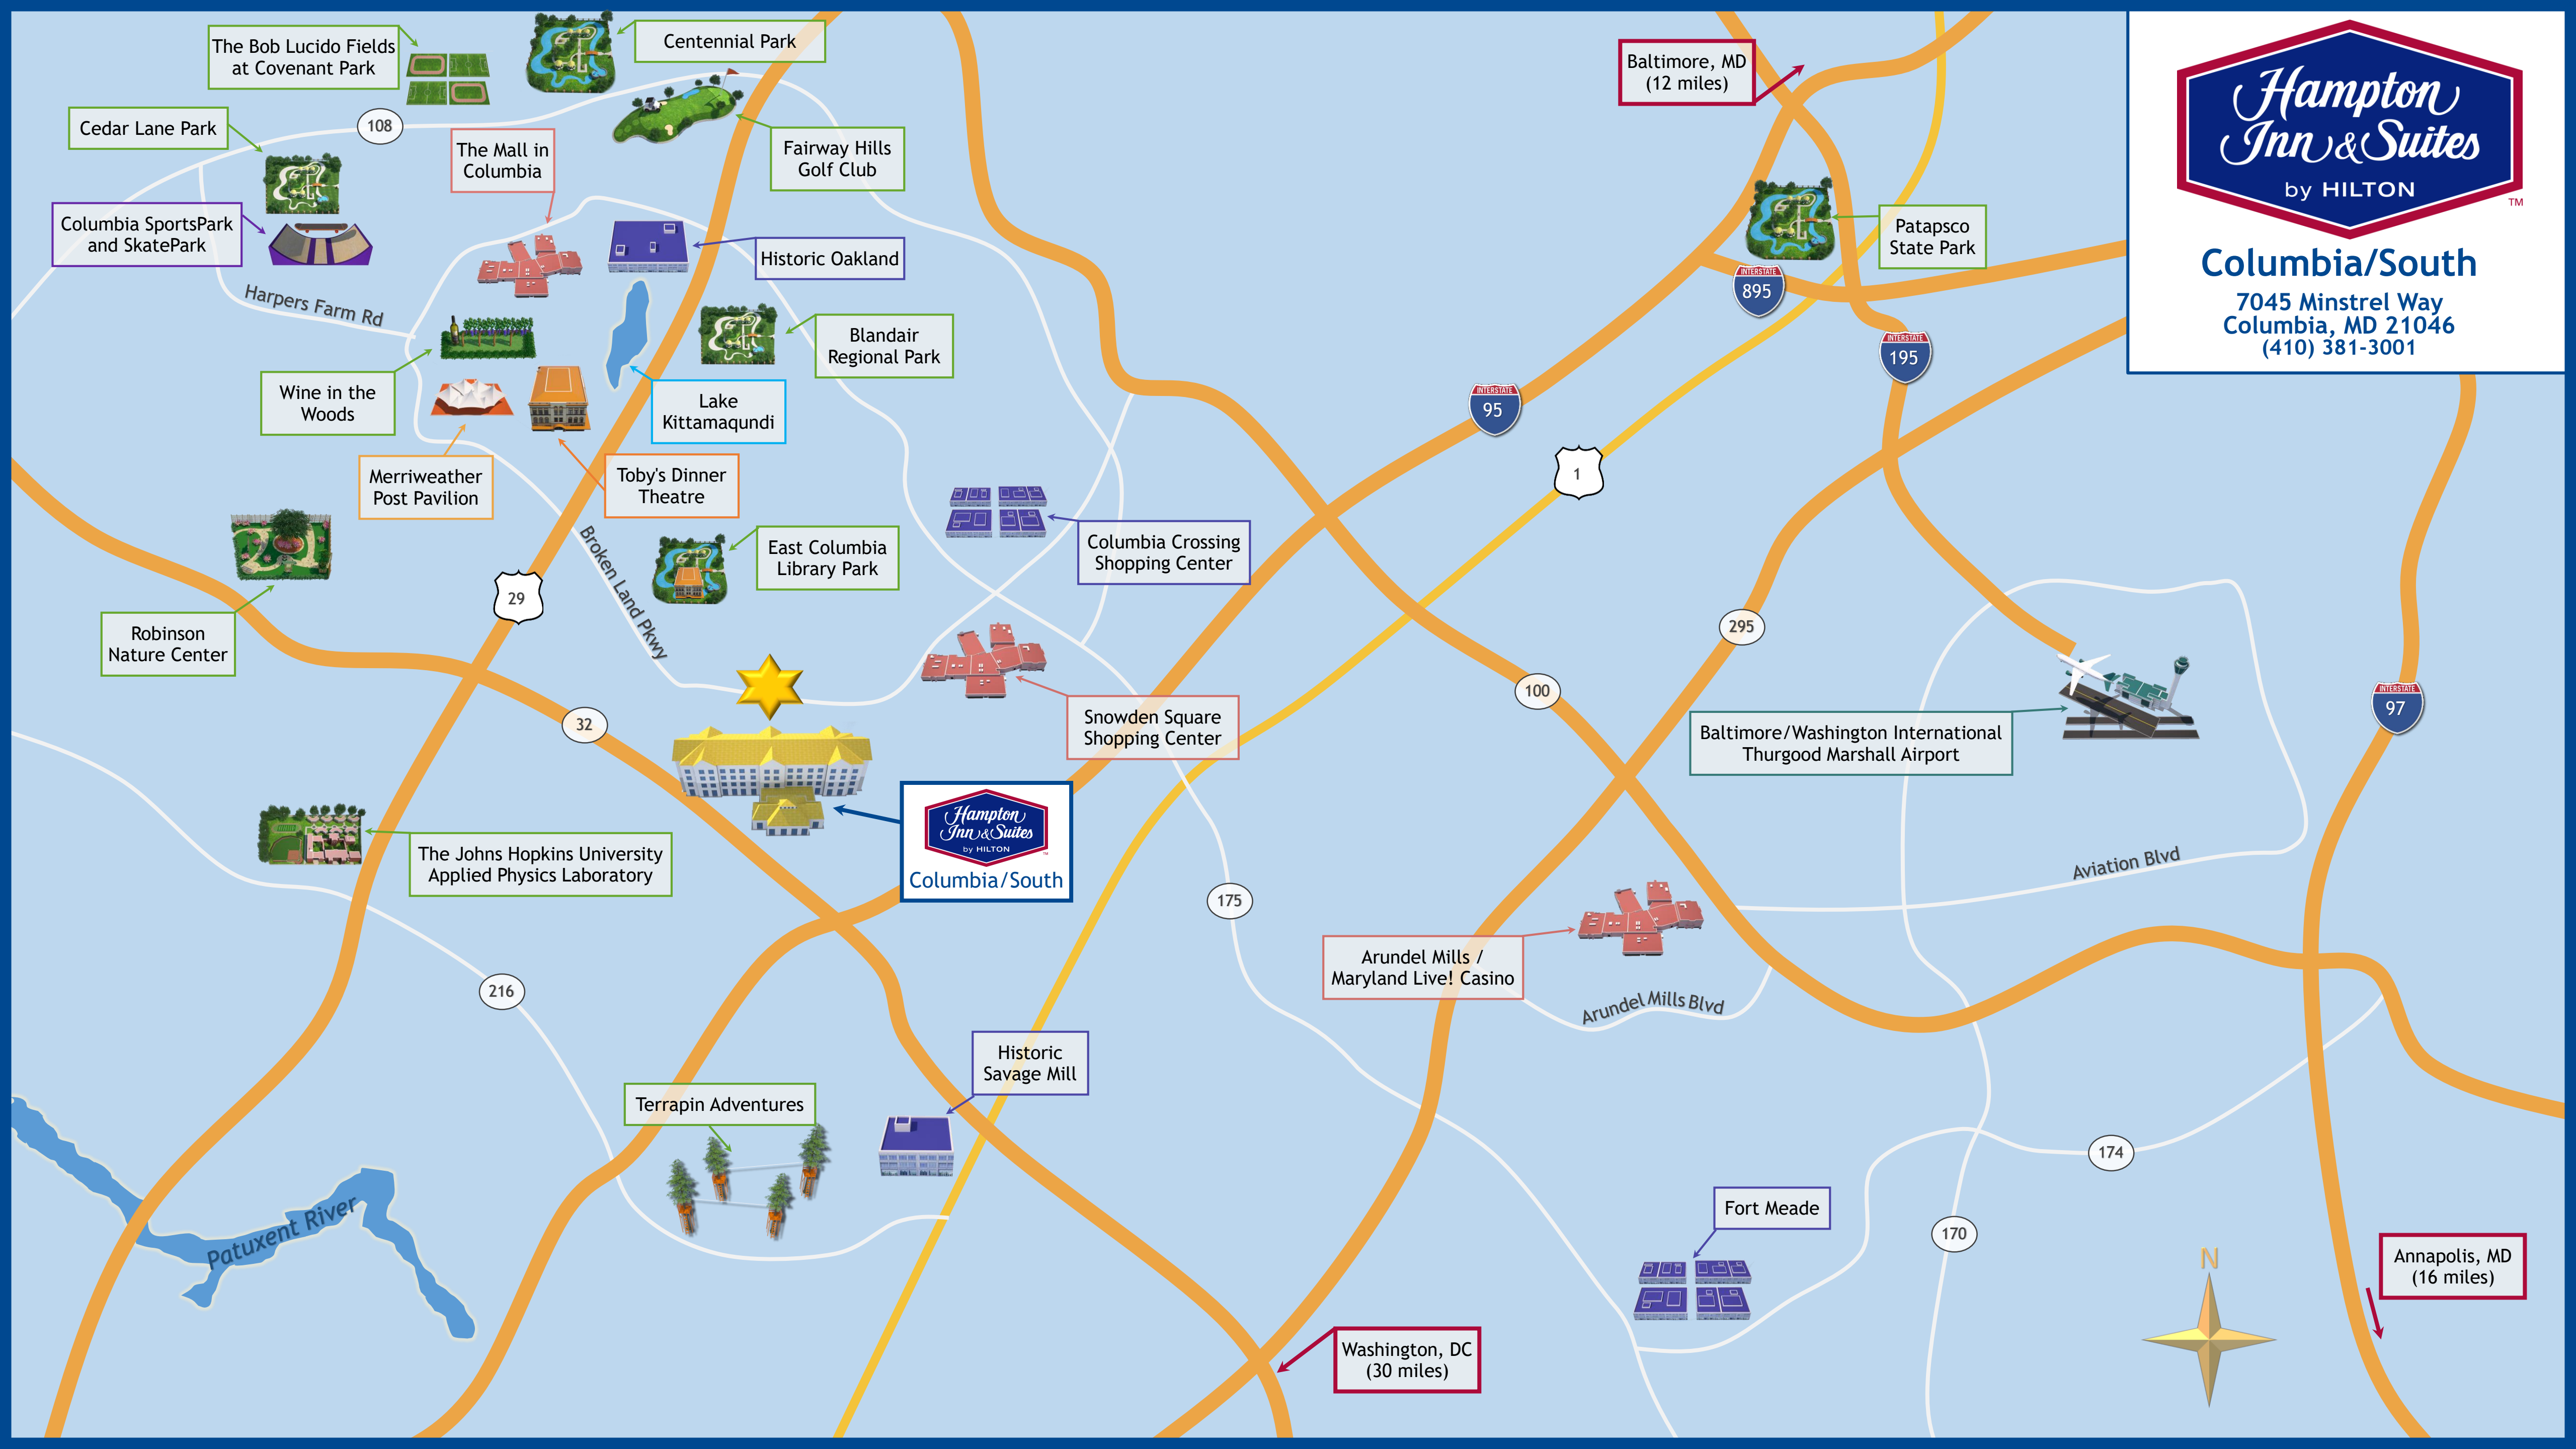 The Bob Lucido Fields
at Covenant Park
Centennial Park
Baltimore, MD
(12 miles)
Hampton
Inn & Suites
by HILTON
TM
Columbia/South
7045 Minstrel Way
Columbia, MD 21046
(410) 381-3001
Cedar Lane Park
108
The Mall in
Columbia
Fairway Hills
Golf Club
Columbia SportsPark
and SkatePark
Historic Oakland
Patapsco
State Park
INTERSTATE
895
Harpers Farm Rd
Blandair
Regional Park
INTERSTATE
195
Wine in the
Woods
Lake
Kittamaqundi
INTERSTATE
95
Merriweather
Post Pavilion
Toby's Dinner
Theatre
1
Broken Land Pkwy
East Columbia
Library Park
Columbia Crossing
Shopping Center
29
Robinson
Nature Center
295
100
32
Snowden Square
Shopping Center
Baltimore/Washington International
Thurgood Marshall Airport
INTERSTATE
97
Hampton
Inn & Suites
by HILTON
TM
Columbia/South
The Johns Hopkins University
Applied Physics Laboratory
Aviation Blvd
175
216
Arundel Mills /
Maryland Live! Casino
Arundel Mills Blvd
Historic
Savage Mill
Terrapin Adventures
174
Fort Meade
170
Patuxent River
N
Annapolis, MD
(16 miles)
Washington, DC
(30 miles)